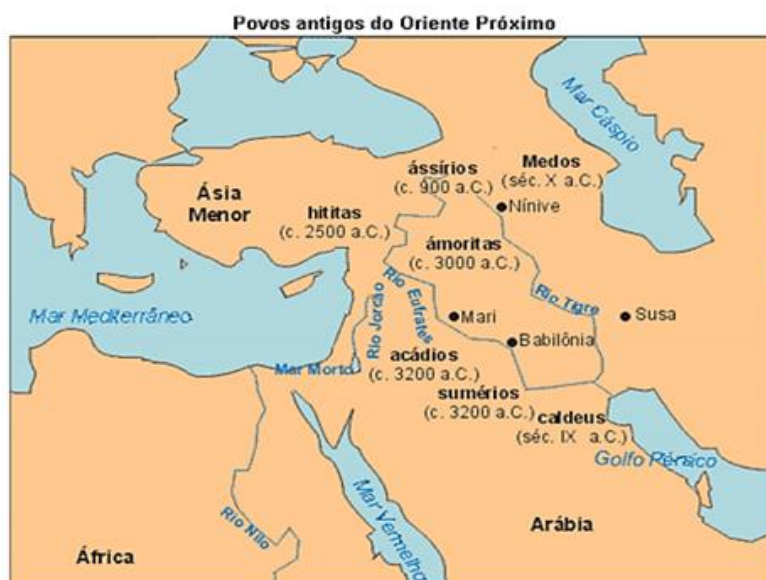 Povos antigos do Oriente Próximo
Mar Cáspio
Ásia
Menor
hititas
(c. 2500 a.C.)
ássírios
(c. 900 a.C.)
Medos
(séc. X a.C.)
Nínive
ámoritas
(c. 3000 a.C.)
Mar Mediterrâneo
Rio Jordão
Rio
Eufrates
Rio Tigre
Mari
Susa
Babilônia
Mar Morto
acádios
(c. 3200 a.C.)
sumérios
(c. 3200 a.C.)
caldeus
(séc. IX a.C.)
Golfo Pérsico
Rio Nilo
Mar Vermelho
Arábia
África